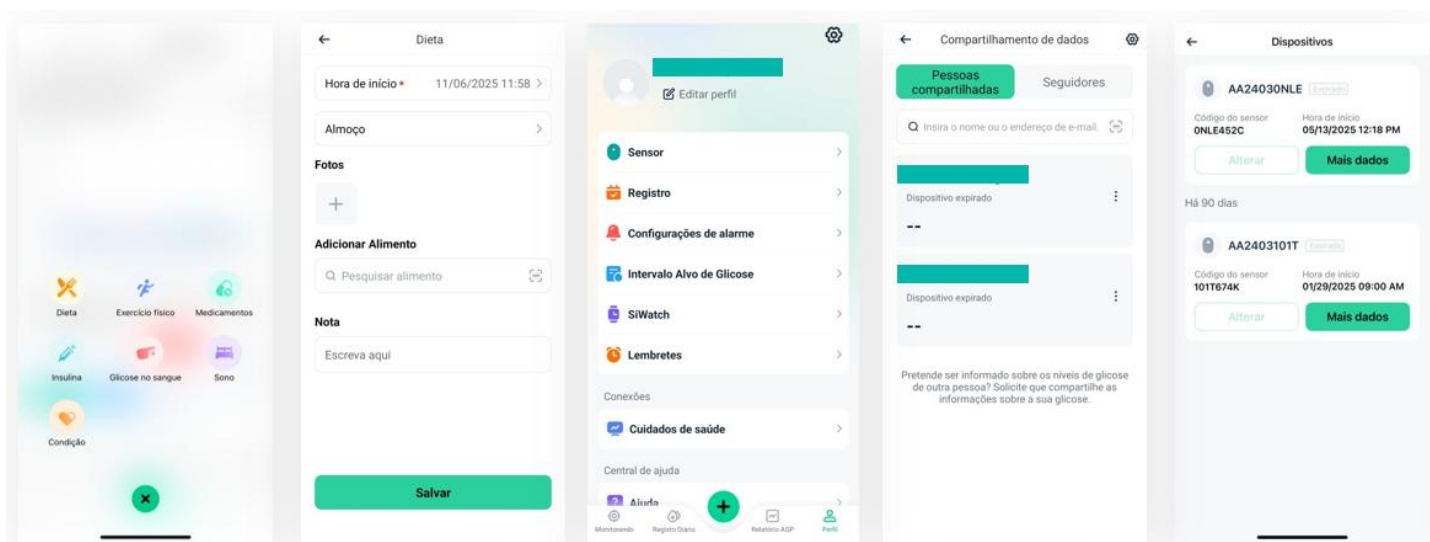 Dieta
Exercício físico
Medicamentos
Insulina
Glicose no sangue
Sono
Condição
Dieta
Hora de início • 11/06/2025 11:58
Almoço
Fotos
Adicionar Alimento
Pesquisar alimento
Nota
Escreva aqui
Salvar
Editar perfil
Sensor
Registro
Configurações de alarme
Intervalo Alvo de Glicose
SiWatch
Lembretes
Conexões
Cuidados de saúde
Central de ajuda
Ajuda
Monitorando
Registo Diário
Relatório AGP
Perfil
Compartilhamento de dados
Pessoas
compartilhadas
Seguidores
Insira o nome ou o endereço de e-mail.
Dispositivo expirado
--
Dispositivo expirado
--
Pretende ser informado sobre os níveis de glicose
de outra pessoa? Solicite que compartilhe as
informações sobre a sua glicose.
Dispositivos
AA24030NLE Expirado
Código do sensor Hora de início
0NLE452C 05/13/2025 12:18 PM
Alterar Mais dados
Há 90 dias
AA2403101T Expirado
Código do sensor Hora de início
101T674K 01/29/2025 09:00 AM
Alterar Mais dados